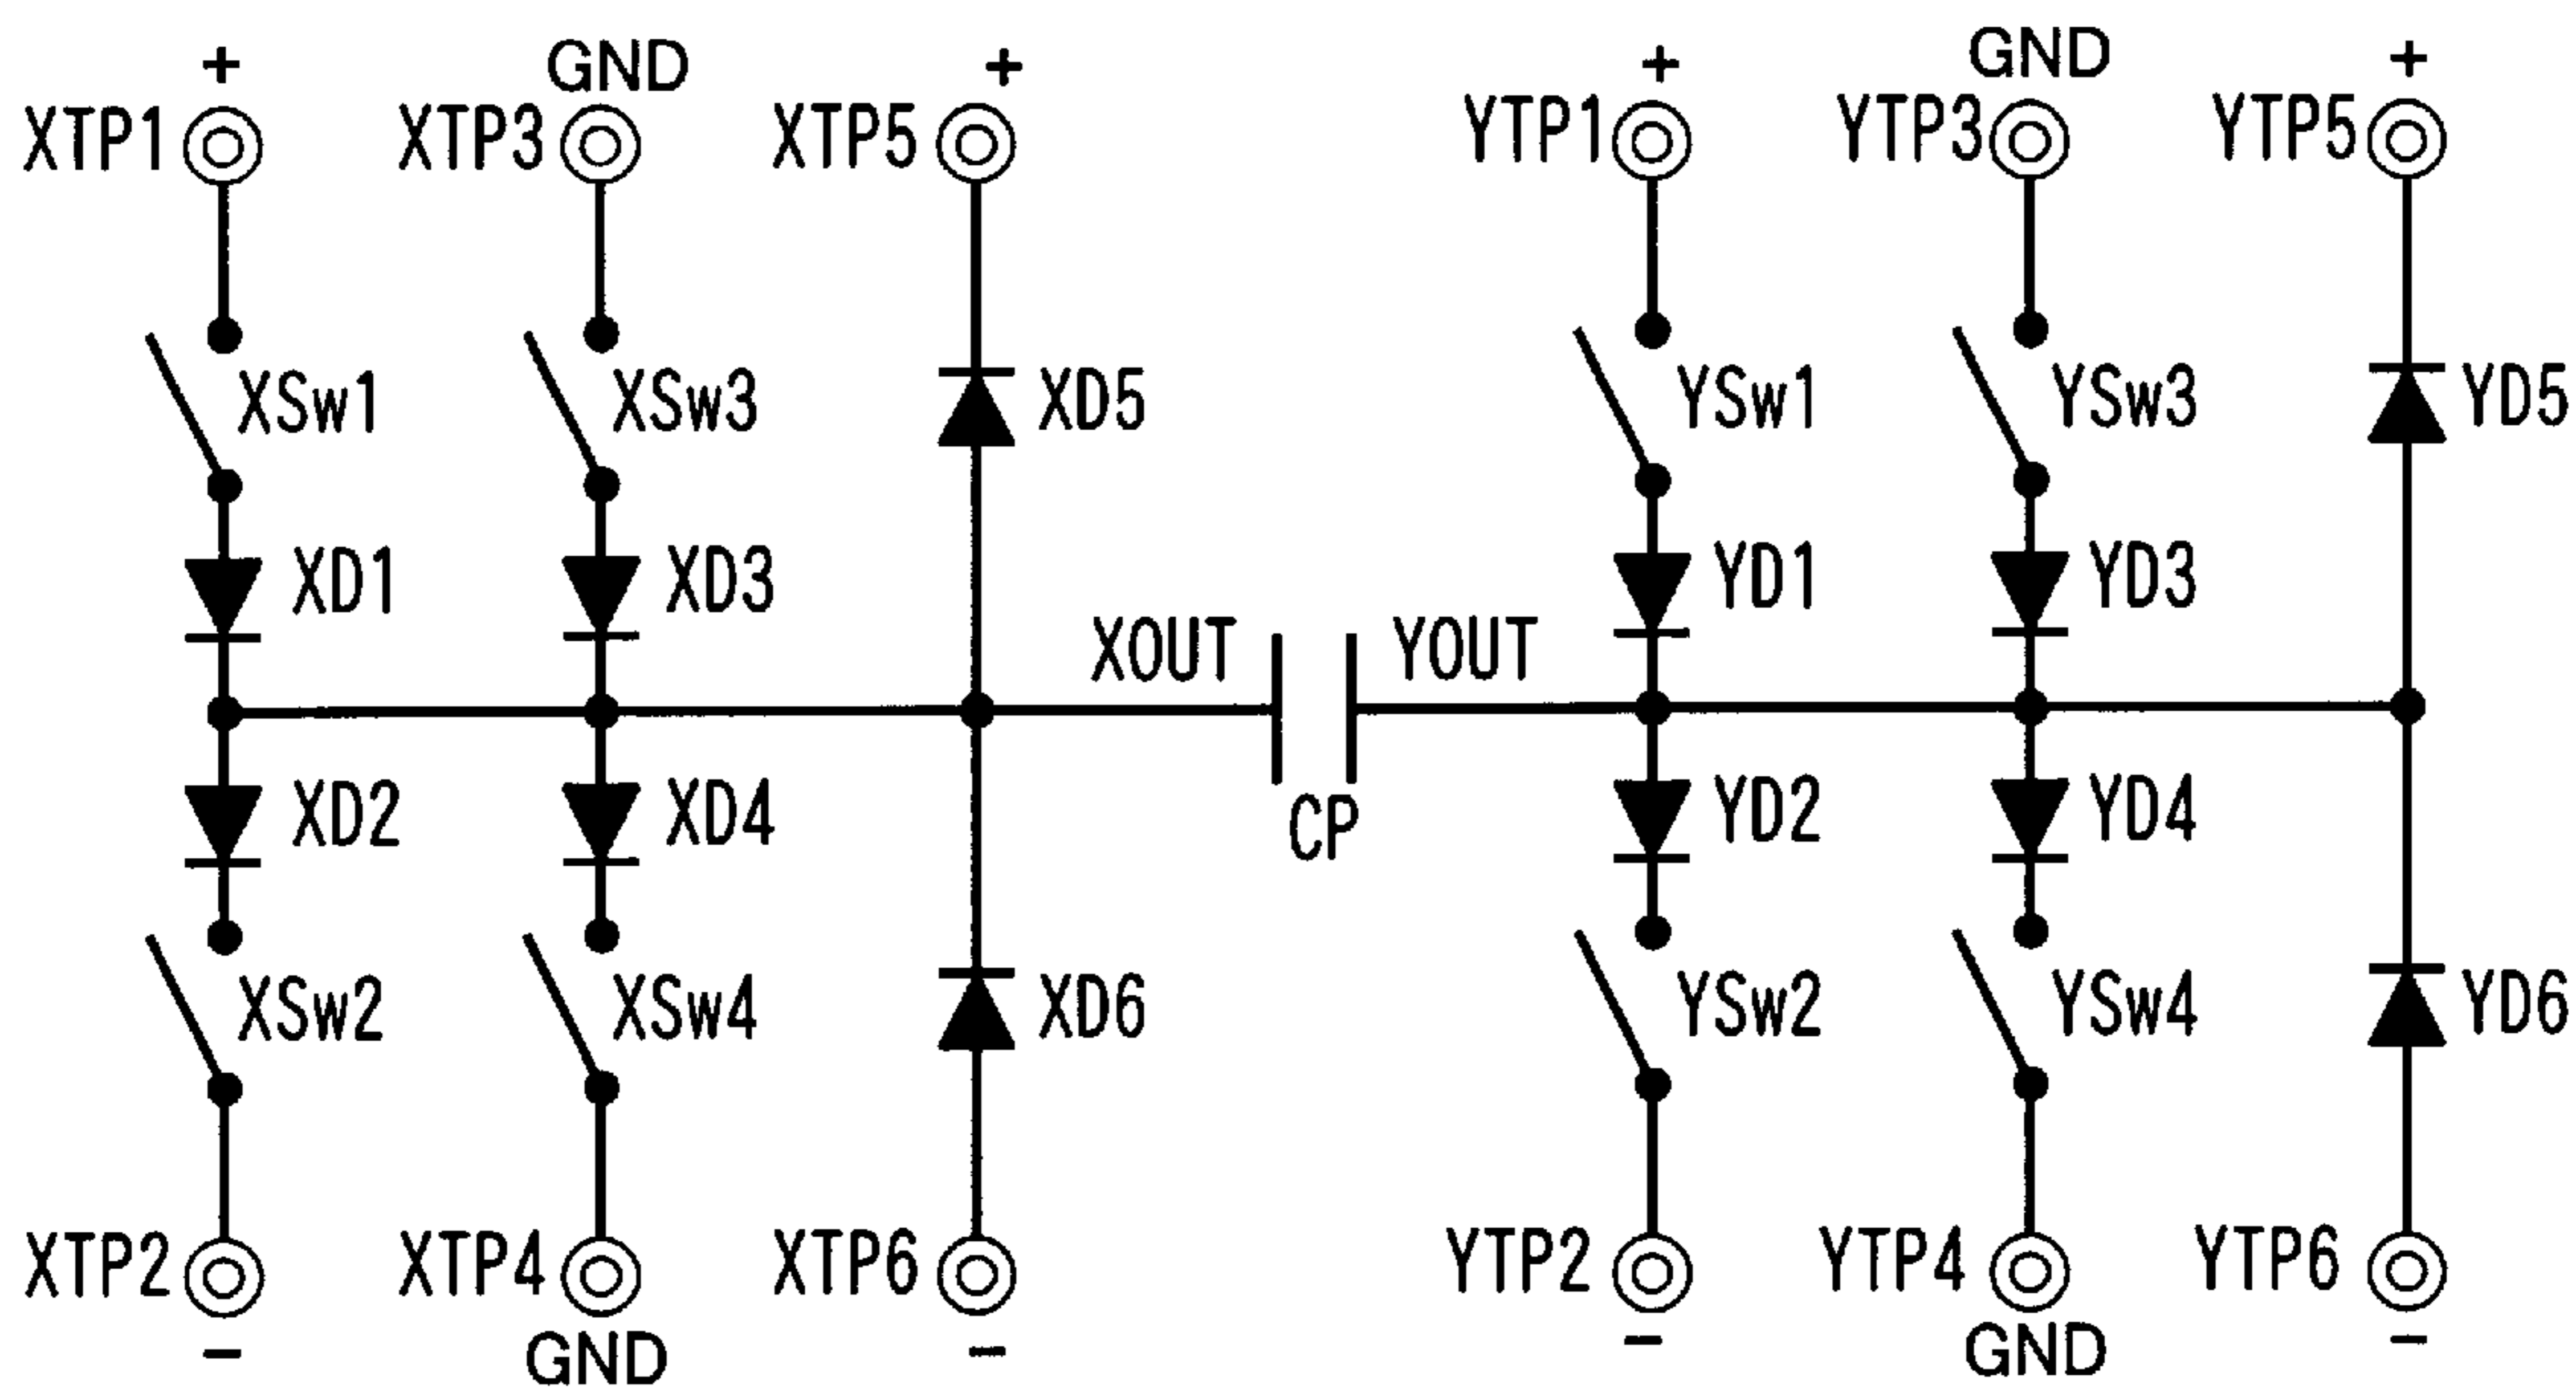 + GND + + GND +
XTP1 XTP3 XTP5 YTP1 YTP3 YTP5
XSw1 XSw3 XD5 YSw1 YSw3 YD5
XD1 XD3 YD1 YD3
XOUT YOUT
XD2 XD4 CP YD2 YD4
XSw2 XSw4 XD6 YSw2 YSw4 YD6
XTP2 XTP4 XTP6 YTP2 YTP4 YTP6
− GND − − GND −